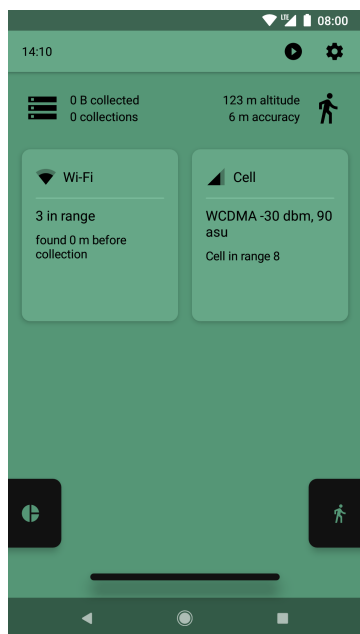 LTE 08:00
14:10
0 B collected
0 collections
123 m altitude
6 m accuracy
Wi-Fi
3 in range
found 0 m before
collection
Cell
WCDMA -30 dbm, 90
asu
Cell in range 8